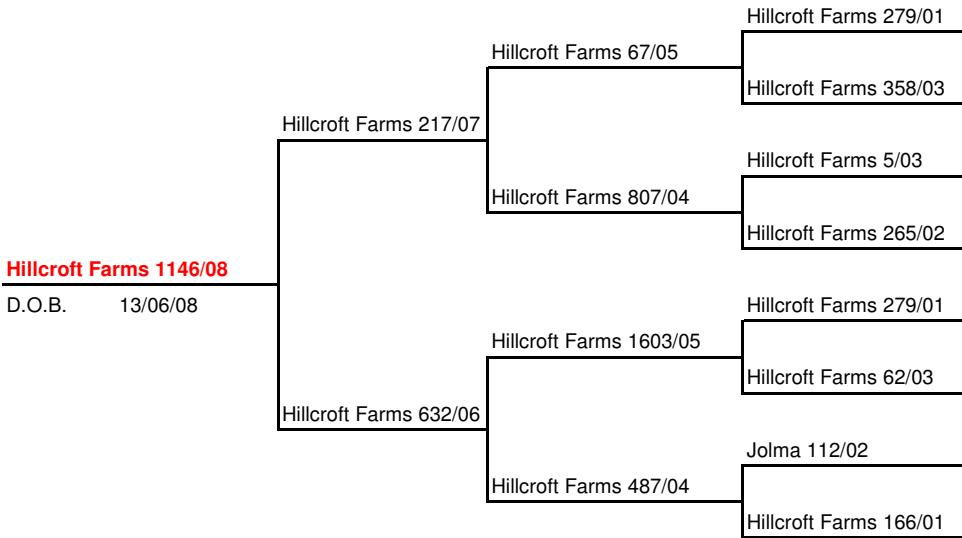 Hillcroft Farms 279/01
Hillcroft Farms 67/05
Hillcroft Farms 358/03
Hillcroft Farms 217/07
Hillcroft Farms 5/03
Hillcroft Farms 807/04
Hillcroft Farms 265/02
Hillcroft Farms 1146/08
D.O.B. 13/06/08
Hillcroft Farms 279/01
Hillcroft Farms 1603/05
Hillcroft Farms 62/03
Hillcroft Farms 632/06
Jolma 112/02
Hillcroft Farms 487/04
Hillcroft Farms 166/01